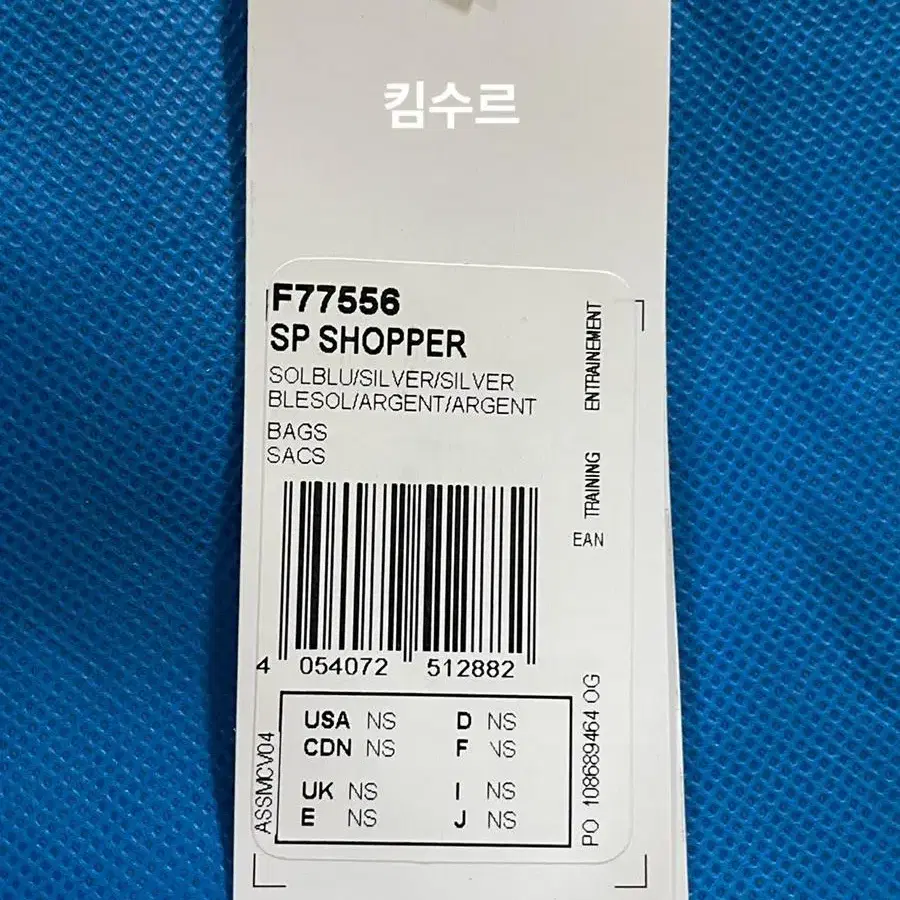 킴수르
F77556
SP SHOPPER
SOLBLU/SILVER/SILVER
BLESOL/ARGENT/ARGENT
BAGS
SACS
TRAINING ENTRAINEMENT
EAN
4 054072 512882
USA NS D NS
CDN NS F NS
UK NS I NS
E NS J NS
ASSMCV04
PO 108689464 OG